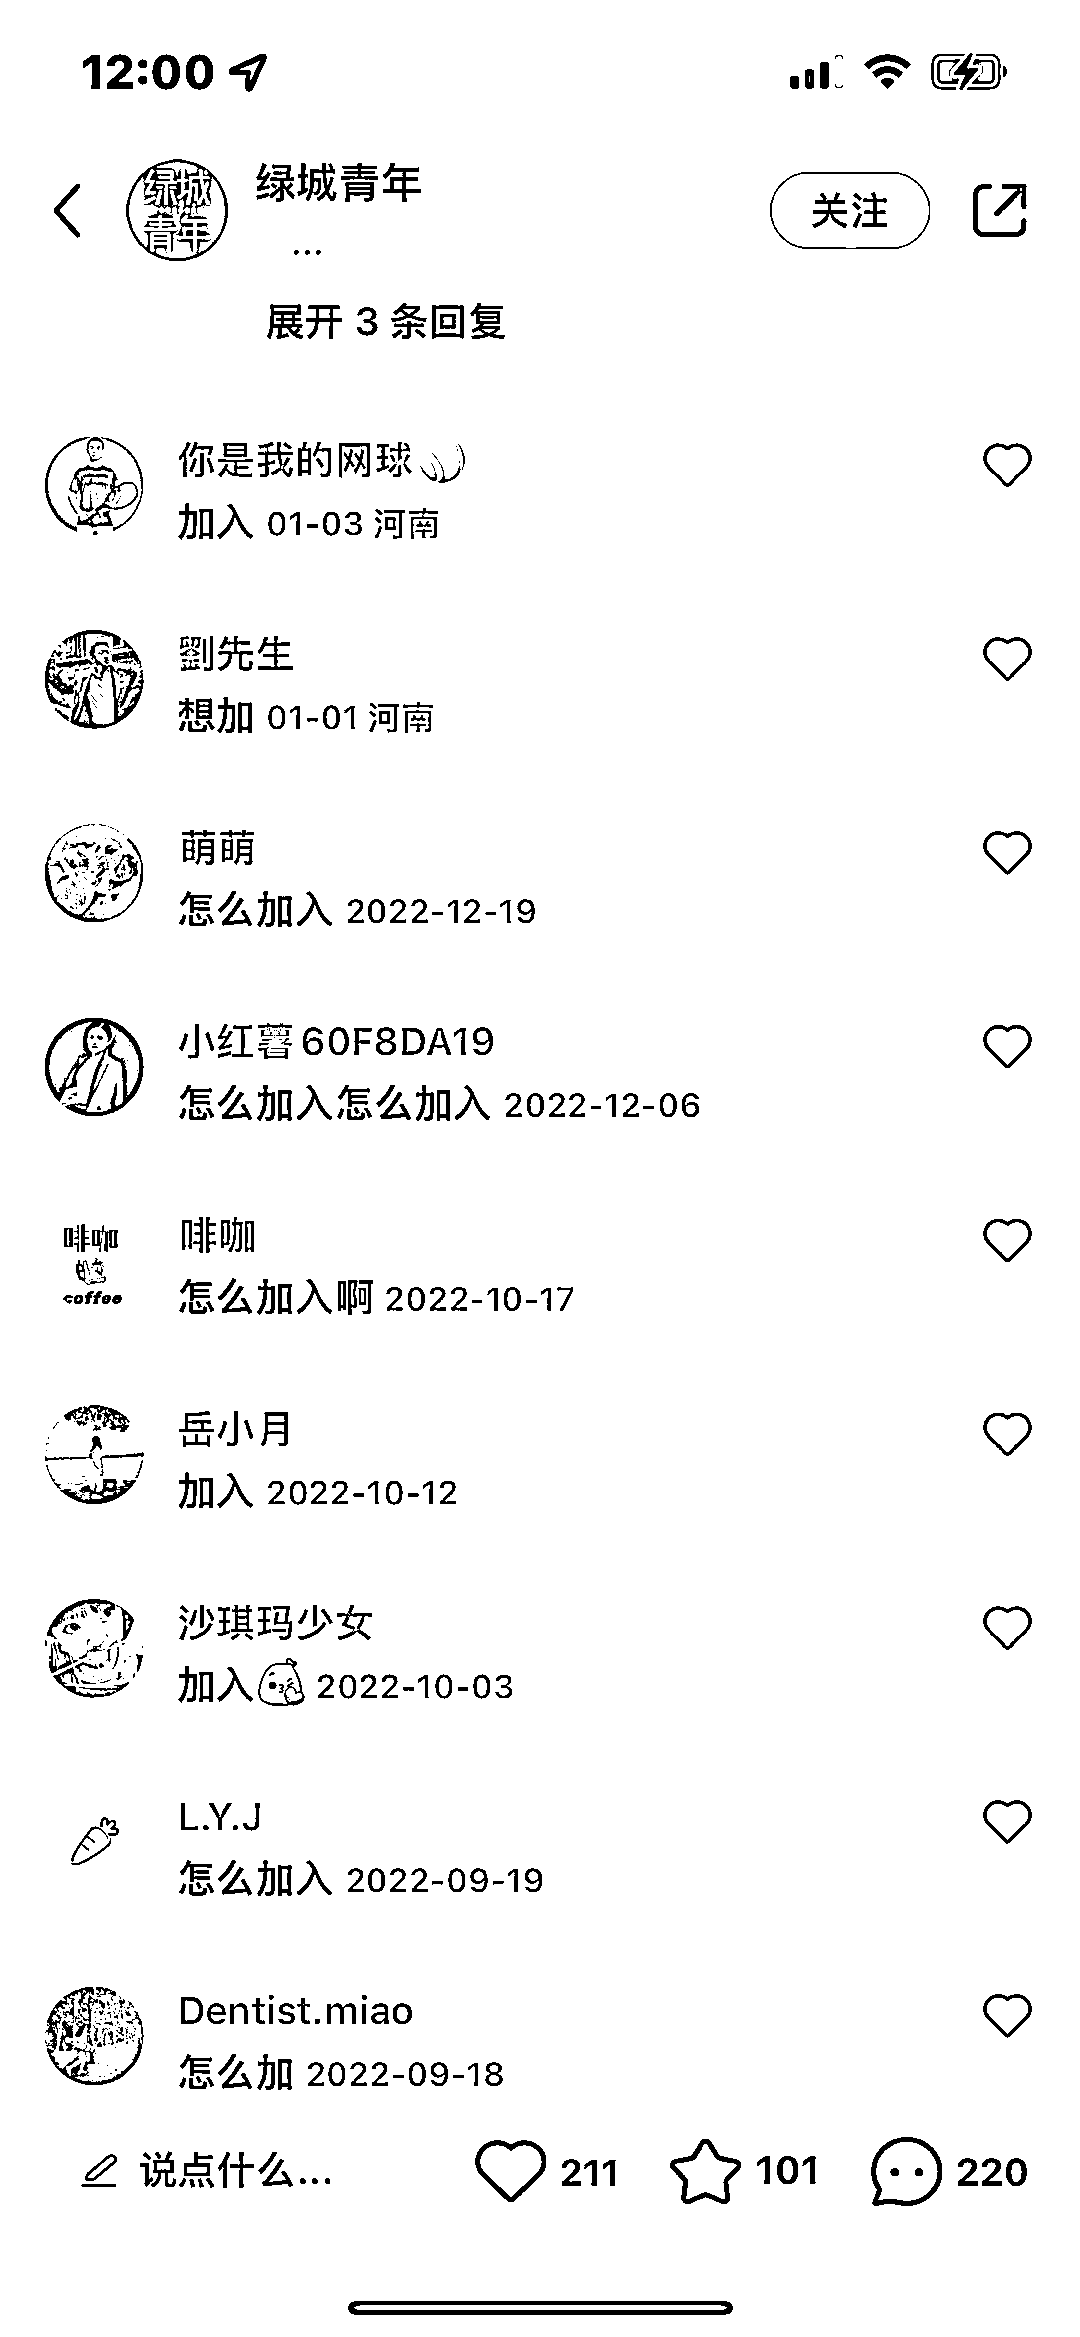 12:00
绿城青年
绿城
青年
...
关注
展开 3 条回复
你是我的网球
加入 01-03 河南
劉先生
想加 01-01 河南
萌萌
怎么加入 2022-12-19
小红薯60F8DA19
怎么加入怎么加入 2022-12-06
啡咖
coffee
啡咖
怎么加入啊 2022-10-17
岳小月
加入 2022-10-12
沙琪玛少女
加入 2022-10-03
L.Y.J
怎么加入 2022-09-19
Dentist.miao
怎么加 2022-09-18
说点什么...
211
101
220